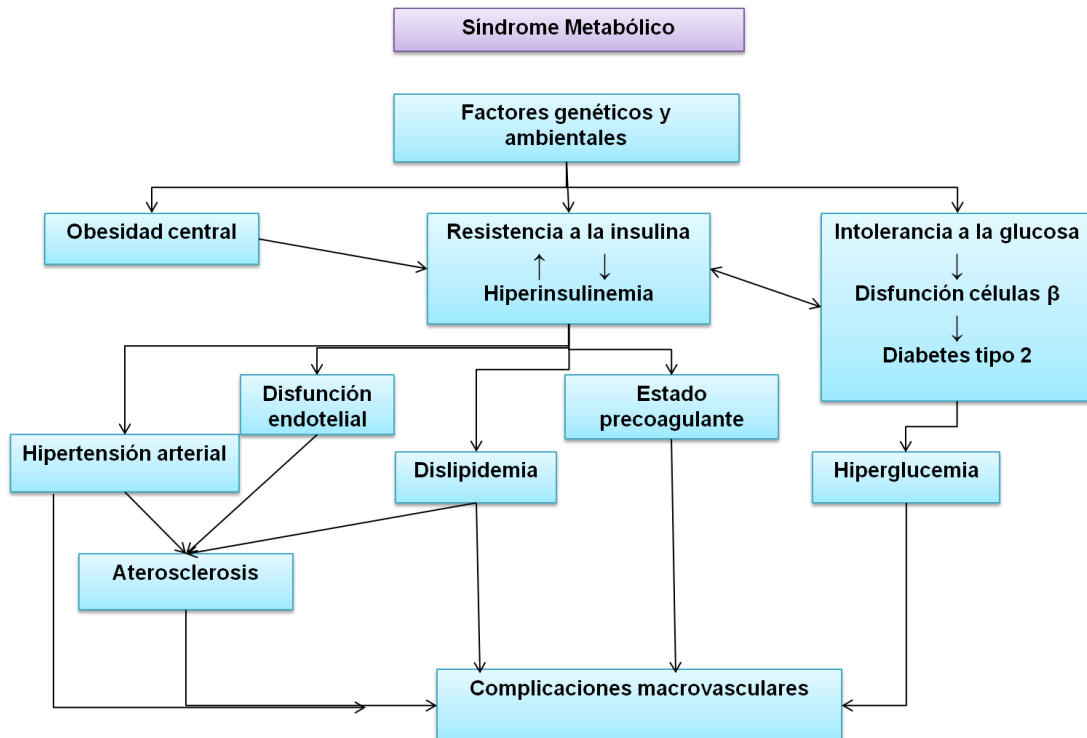 Síndrome Metabólico
Factores genéticos y
ambientales
Obesidad central
Resistencia a la insulina
↑ ↓
Hiperinsulinemia
Intolerancia a la glucosa
↓
Disfunción células β
↓
Diabetes tipo 2
Disfunción
endotelial
Estado
precoagulante
Hipertensión arterial
Dislipidemia
Hiperglucemia
Aterosclerosis
Complicaciones macrovasculares